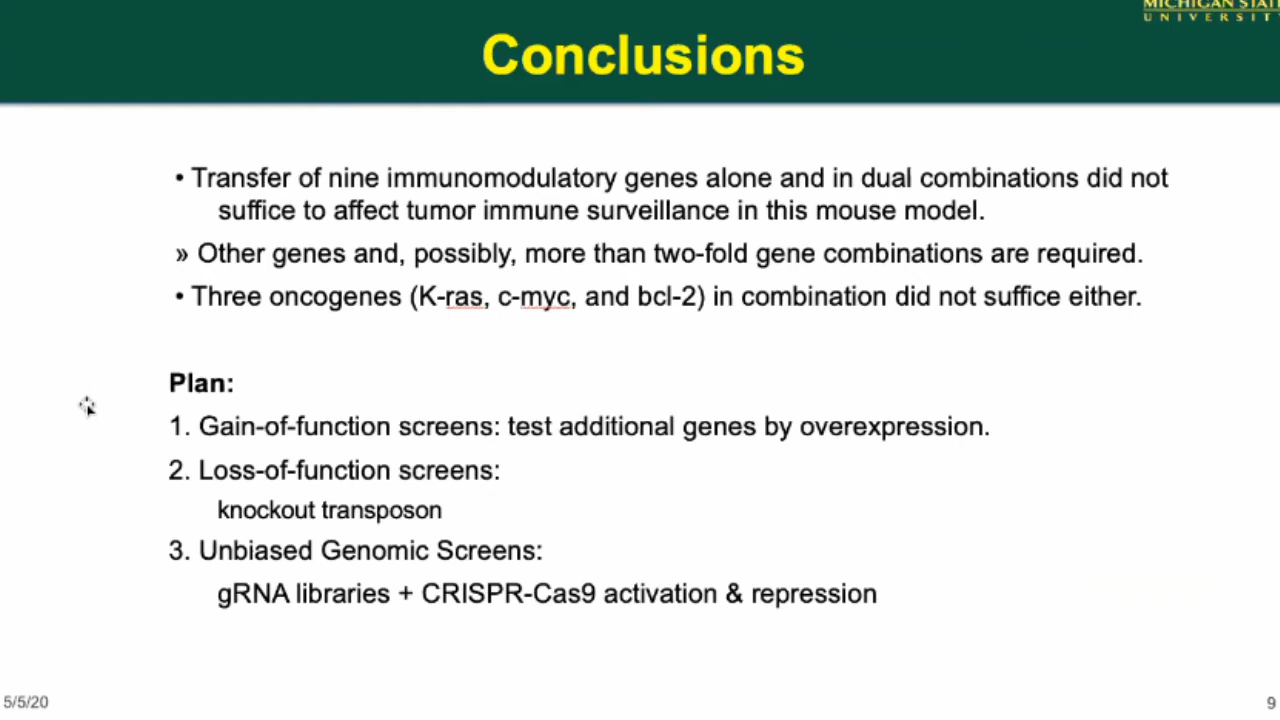 MICHIGAN STATE
UNIVERSITY
Conclusions
• Transfer of nine immunomodulatory genes alone and in dual combinations did not
suffice to affect tumor immune surveillance in this mouse model.
» Other genes and, possibly, more than two-fold gene combinations are required.
• Three oncogenes (K-ras, c-myc, and bcl-2) in combination did not suffice either.
Plan:
1. Gain-of-function screens: test additional genes by overexpression.
2. Loss-of-function screens:
knockout transposon
3. Unbiased Genomic Screens:
gRNA libraries + CRISPR-Cas9 activation & repression
5/5/20
9